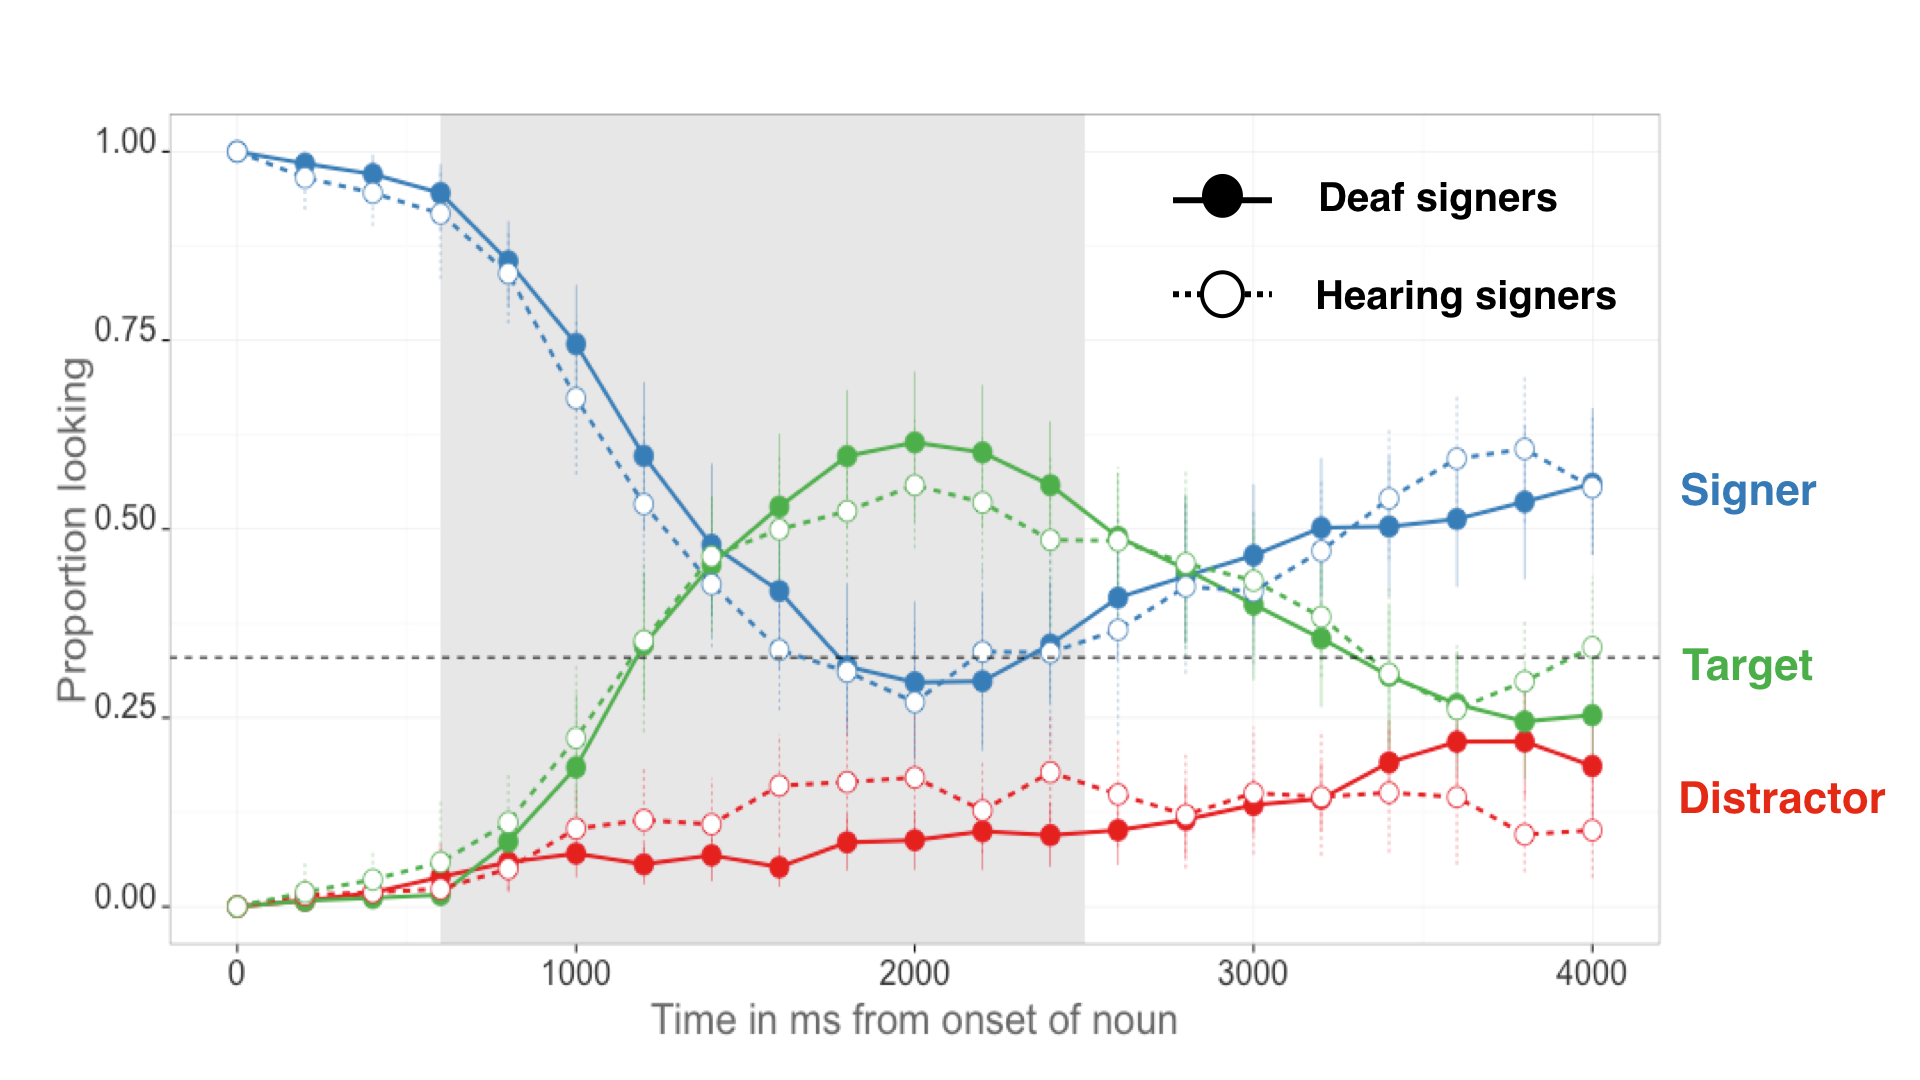 1.00
0.75
0.50
0.25
0.00
Proportion looking
0
1000
2000
3000
4000
Time in ms from onset of noun
Deaf signers
Hearing signers
Signer
Target
Distractor